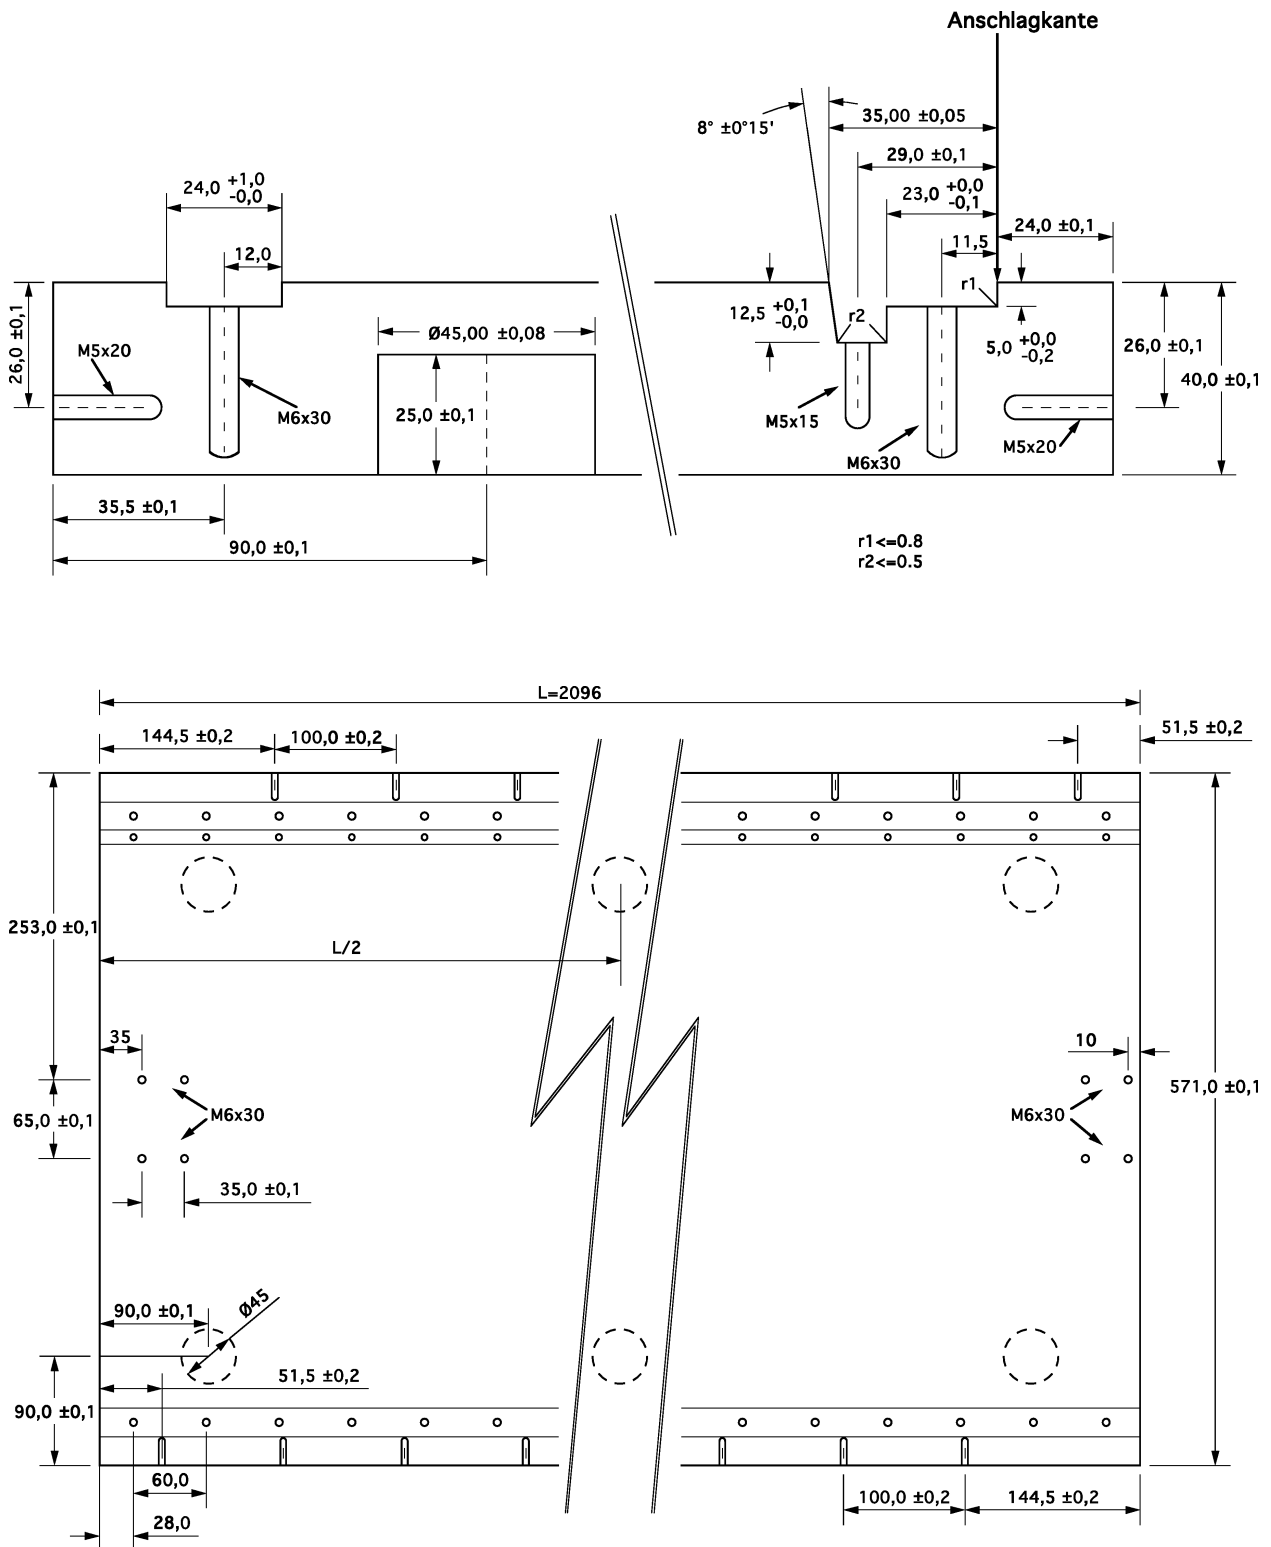 Anschlagkante
8° ±0°15'
35,00 ±0,05
29,0 ±0,1
23,0 +0,0
-0,1
24,0 +1,0
-0,0
12,0
11,5
24,0 ±0,1
r1
12,5 +0,1
-0,0
r2
5,0 +0,0
-0,2
26,0 ±0,1
M5x20
Ø45,00 ±0,08
26,0 ±0,1
40,0 ±0,1
M6x30
25,0 ±0,1
M5x15
M6x30
M5x20
35,5 ±0,1
90,0 ±0,1
r1<=0.8
r2<=0.5
L=2096
144,5 ±0,2
100,0 ±0,2
51,5 ±0,2
253,0 ±0,1
L/2
35
10
571,0 ±0,1
65,0 ±0,1
M6x30
M6x30
35,0 ±0,1
90,0 ±0,1
Ø45
51,5 ±0,2
90,0 ±0,1
60,0
100,0 ±0,2
144,5 ±0,2
28,0